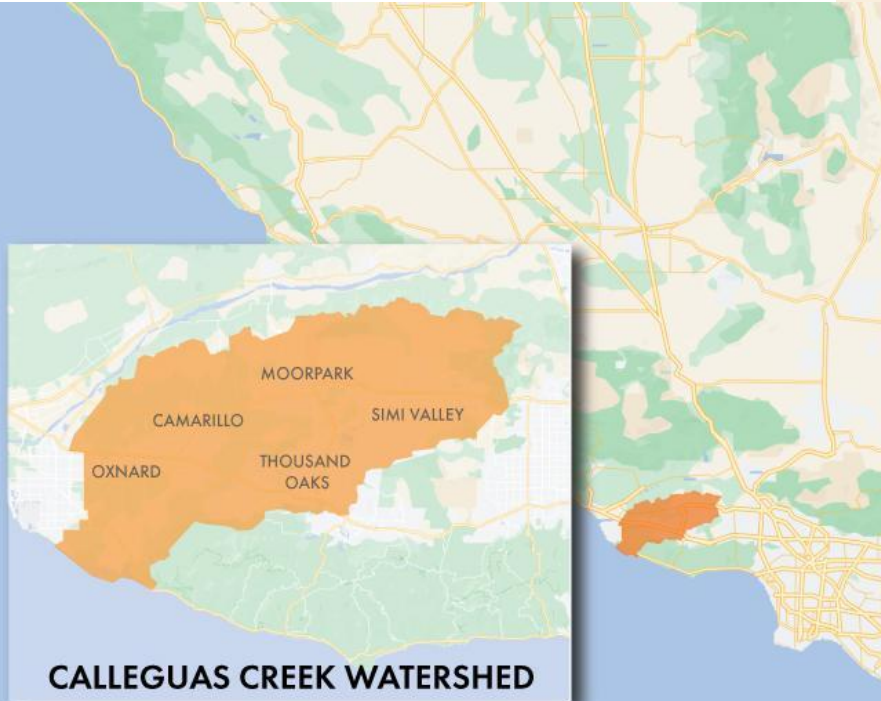 MOORPARK
CAMARILLO
SIMI VALLEY
OXNARD
THOUSAND
OAKS
CALLEGUAS CREEK WATERSHED